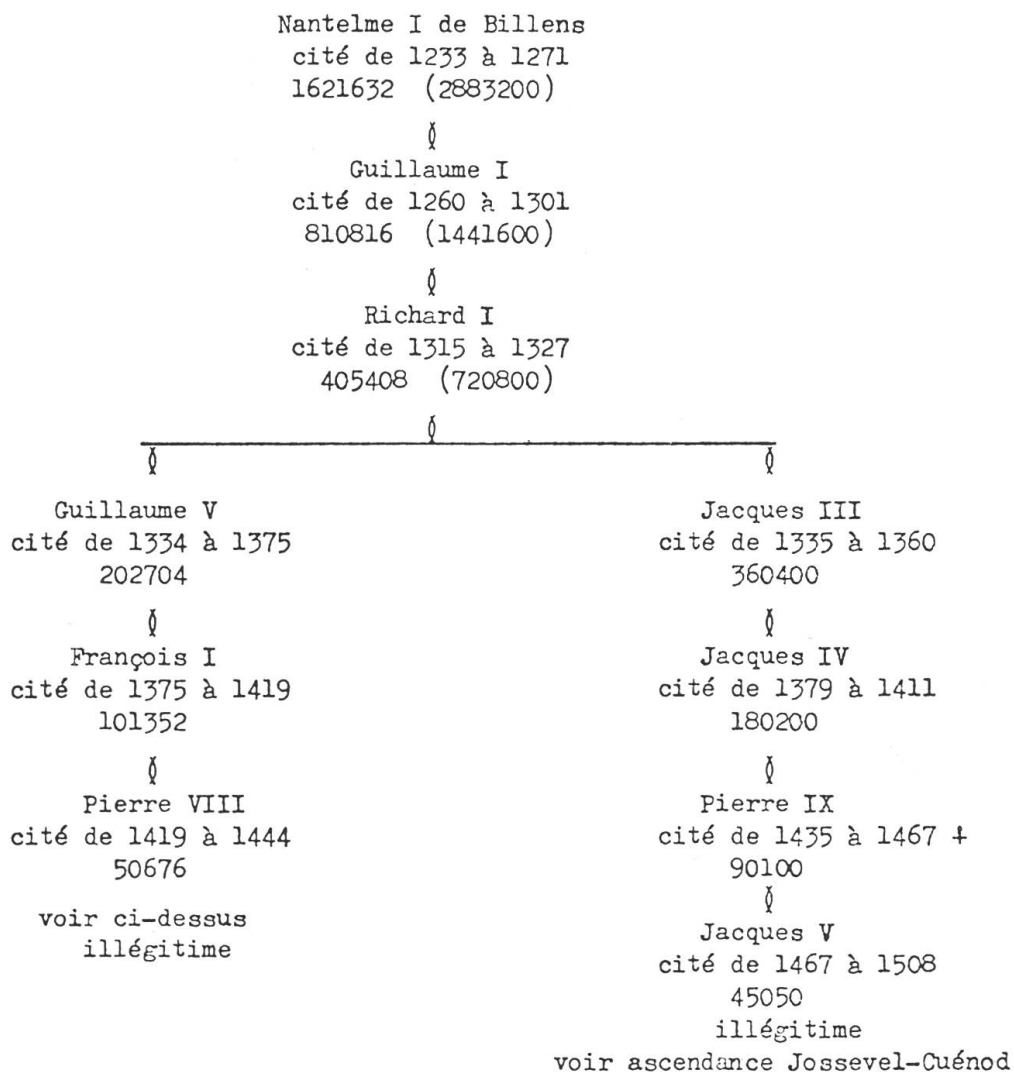 Nantelme I de Billens
cité de 1233 à 1271
1621632 (2883200)
Guillaume I
cité de 1260 à 1301
810816 (1441600)
Richard I
cité de 1315 à 1327
405408 (720800)
Guillaume V
cité de 1334 à 1375
202704
François I
cité de 1375 à 1419
101352
Pierre VIII
cité de 1419 à 1444
50676
voir ci-dessus
illégitime
Jacques III
cité de 1335 à 1360
360400
Jacques IV
cité de 1379 à 1411
180200
Pierre IX
cité de 1435 à 1467 ✝
90100
Jacques V
cité de 1467 à 1508
45050
illégitime
voir ascendance Jossevel-Cuénod